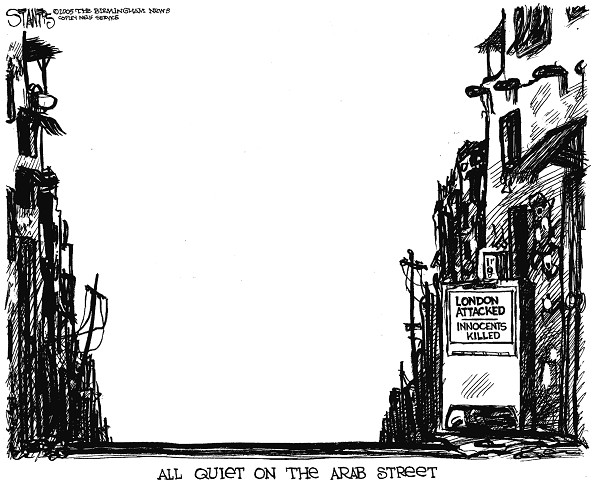 STANTIS ©2005 THE BIRMINGHAM NEWS
COPLEY NEWS SERVICE
LONDON
ATTACKED
INNOCENTS
KILLED
ALL QUIET ON THE ARAB STREET